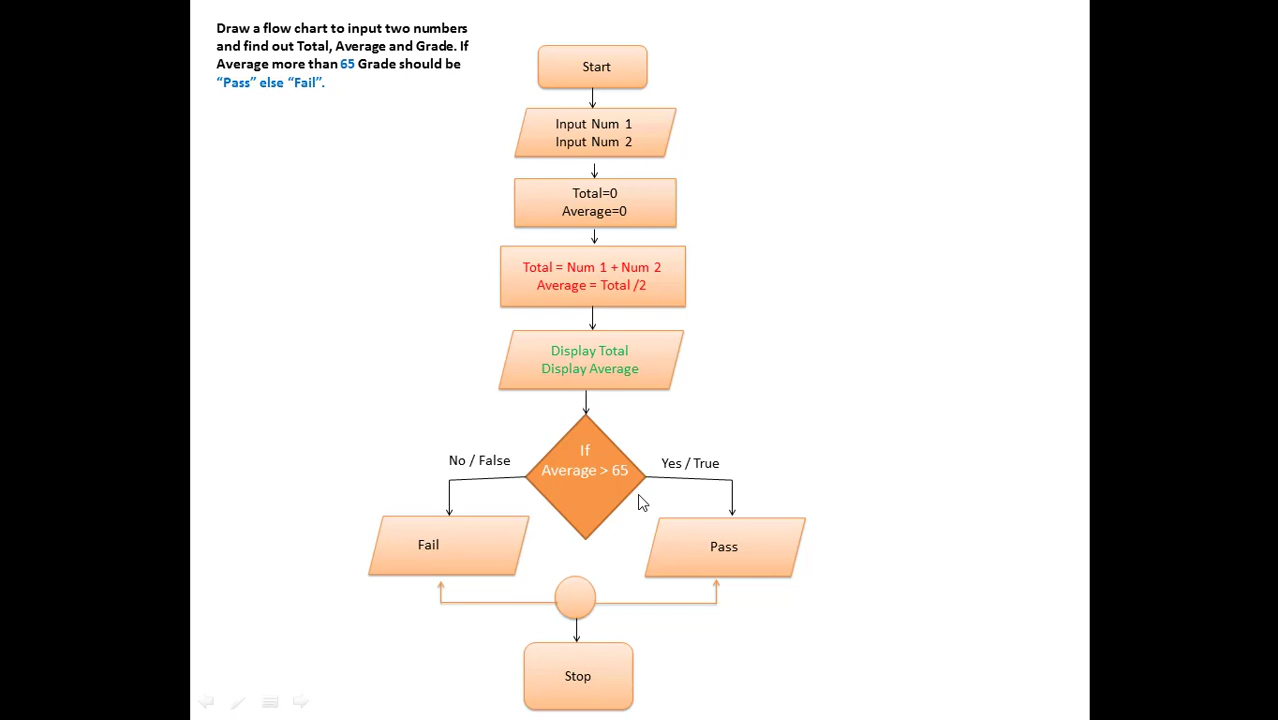 Draw a flow chart to input two numbers
and find out Total, Average and Grade. If
Average more than 65 Grade should be
“Pass” else “Fail”.
Start
Input Num 1
Input Num 2
Total=0
Average=0
Total = Num 1 + Num 2
Average = Total /2
Display Total
Display Average
If
Average > 65
No / False
Yes / True
Fail
Pass
Stop